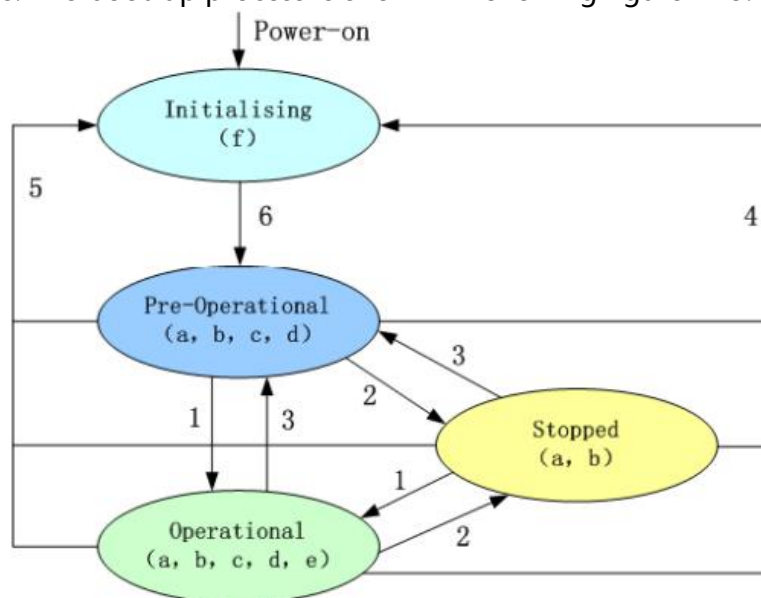 Power-on
Initialising
(f)
5
6
4
Pre-Operational
(a, b, c, d)
3
2
1
3
Stopped
(a, b)
1
Operational
(a, b, c, d, e)
2